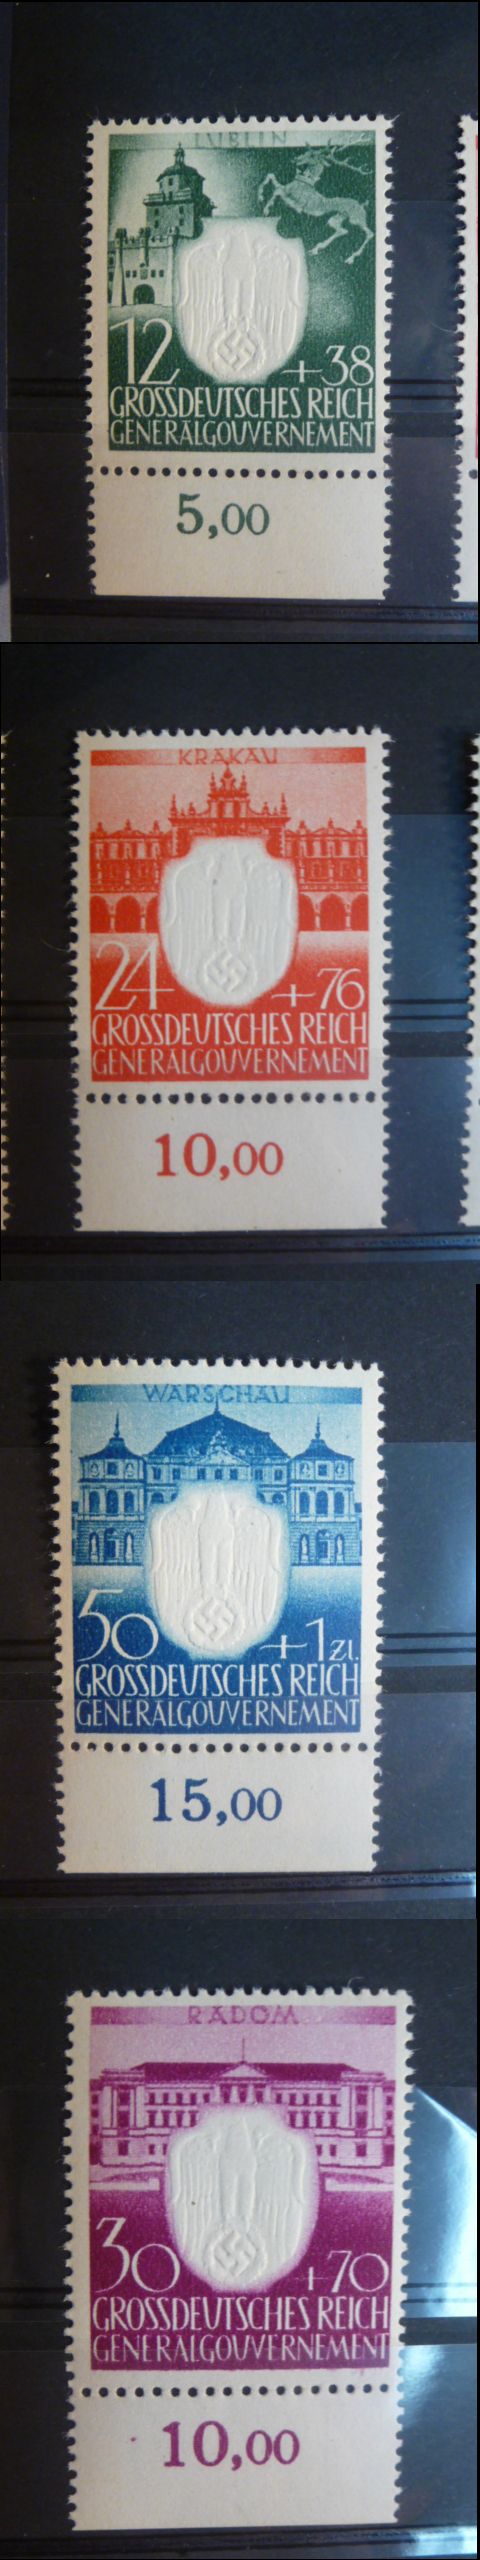 LUBLIN
12 +38
GROSSDEUTSCHES REICH
GENERALGOUVERNEMENT
5,00
KRAKAU
24 +76
GROSSDEUTSCHES REICH
GENERALGOUVERNEMENT
10,00
WARSCHAU
50 +1 zl.
GROSSDEUTSCHES REICH
GENERALGOUVERNEMENT
15,00
RADOM
30 +70
GROSSDEUTSCHES REICH
GENERALGOUVERNEMENT
10,00